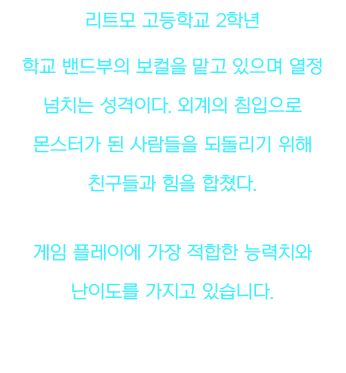 리트모 고등학교 2학년
학교 밴드부의 보컬을 맡고 있으며 열정
넘치는 성격이다. 외계의 침입으로
몬스터가 된 사람들을 되돌리기 위해
친구들과 힘을 합쳤다.
게임 플레이에 가장 적합한 능력치와
난이도를 가지고 있습니다.